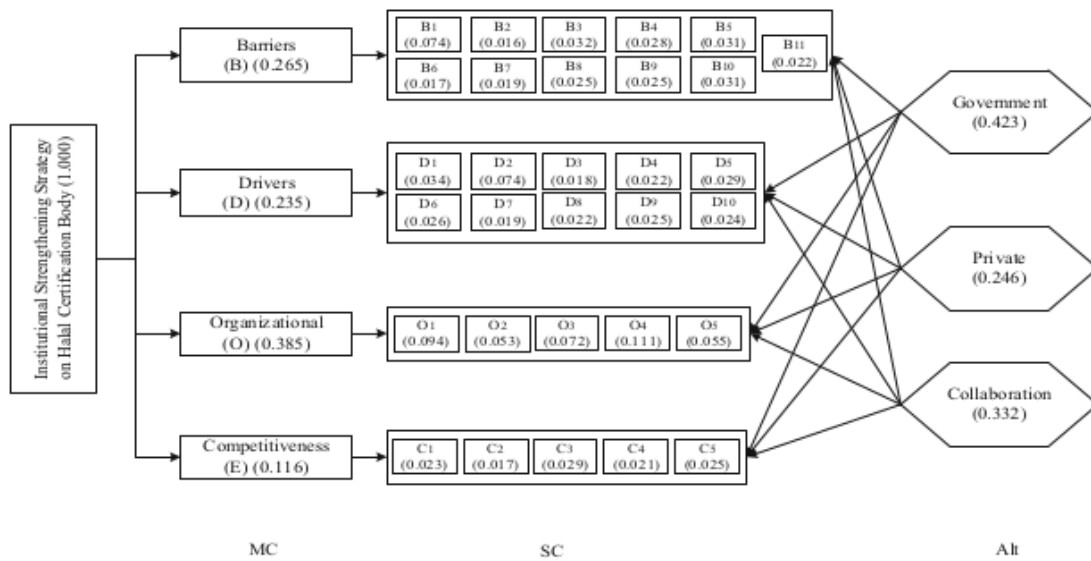 Institutional Strengthening Strategy
on Halal Certification Body (1.000)
Barriers
(B) (0.265)
B1
(0.074)
B2
(0.016)
B3
(0.032)
B4
(0.028)
B5
(0.031)
B6
(0.017)
B7
(0.019)
B8
(0.025)
B9
(0.025)
B10
(0.031)
B11
(0.022)
Drivers
(D) (0.235)
D1
(0.034)
D2
(0.074)
D3
(0.018)
D4
(0.022)
D5
(0.029)
D6
(0.026)
D7
(0.019)
D8
(0.022)
D9
(0.025)
D10
(0.024)
Organizational
(O) (0.385)
O1
(0.094)
O2
(0.053)
O3
(0.072)
O4
(0.111)
O5
(0.055)
Competitiveness
(E) (0.116)
C1
(0.023)
C2
(0.017)
C3
(0.029)
C4
(0.021)
C5
(0.025)
Government
(0.423)
Private
(0.246)
Collaboration
(0.332)
MC
SC
Alt